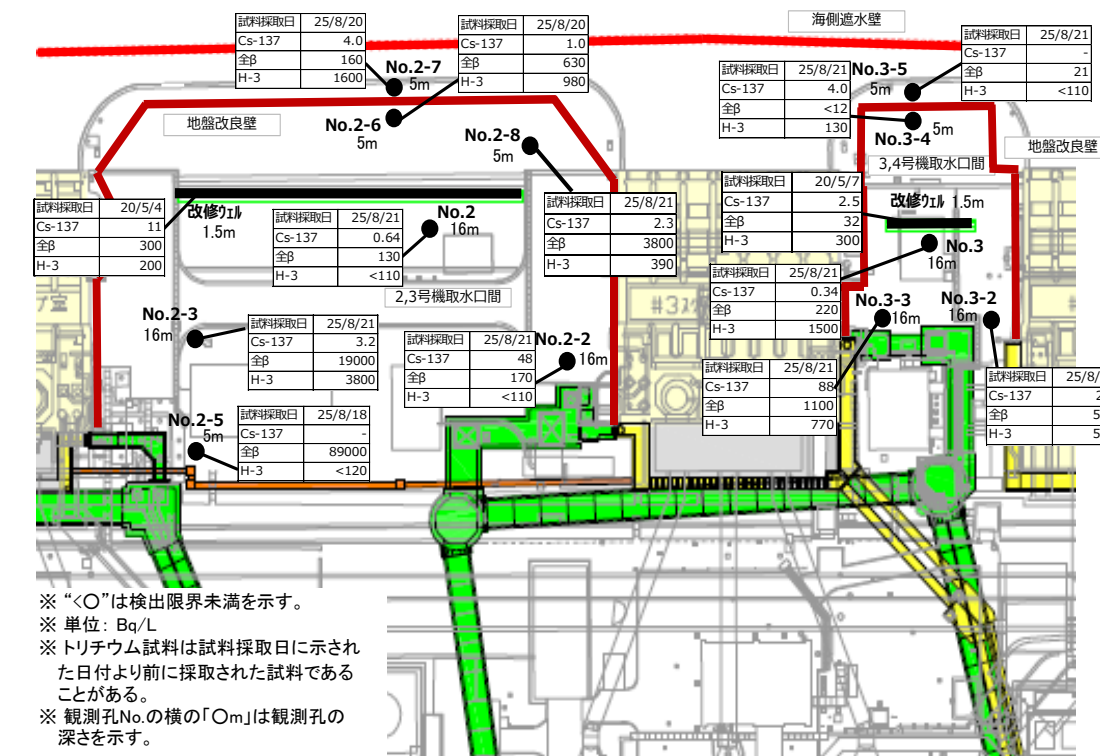 試料採取日 25/8/20
Cs-137 4.0
全β 160
H-3 1600
試料採取日 25/8/20
Cs-137 1.0
全β 630
H-3 980
海側遮水壁
試料採取日 25/8/21
Cs-137 -
全β 21
H-3 <110
No.2-7
5m
No.2-6
5m
地盤改良壁
No.2-8
5m
試料採取日 25/8/21
Cs-137 4.0
全β <12
H-3 130
No.3-5
5m
No.3-4
5m
地盤改良壁
3,4号機取水口間
試料採取日 20/5/4
Cs-137 11
全β 300
H-3 200
改修ウェル
1.5m
試料採取日 25/8/21
Cs-137 0.64
全β 130
H-3 <110
No.2
16m
試料採取日 25/8/21
Cs-137 2.3
全β 3800
H-3 390
試料採取日 20/5/7
Cs-137 2.5
全β 32
H-3 300
改修ウェル 1.5m
No.3
16m
2,3号機取水口間
試料採取日 25/8/21
Cs-137 0.34
全β 220
H-3 1500
No.3-3
16m
No.3-2
16m
No.2-3
16m
試料採取日 25/8/21
Cs-137 3.2
全β 19000
H-3 3800
試料採取日 25/8/21
Cs-137 48
全β 170
H-3 <110
No.2-2
16m
試料採取日 25/8/21
Cs-137 88
全β 1100
H-3 770
試料採取日 25/8/
Cs-137 2
全β 5
H-3 5
No.2-5
5m
試料採取日 25/8/18
Cs-137 -
全β 89000
H-3 <120
※ “<〇”は検出限界未満を示す。
※ 単位: Bq/L
※ トリチウム試料は試料採取日に示され
た日付より前に採取された試料である
ことがある。
※ 観測孔No.の横の「〇m」は観測孔の
深さを示す。